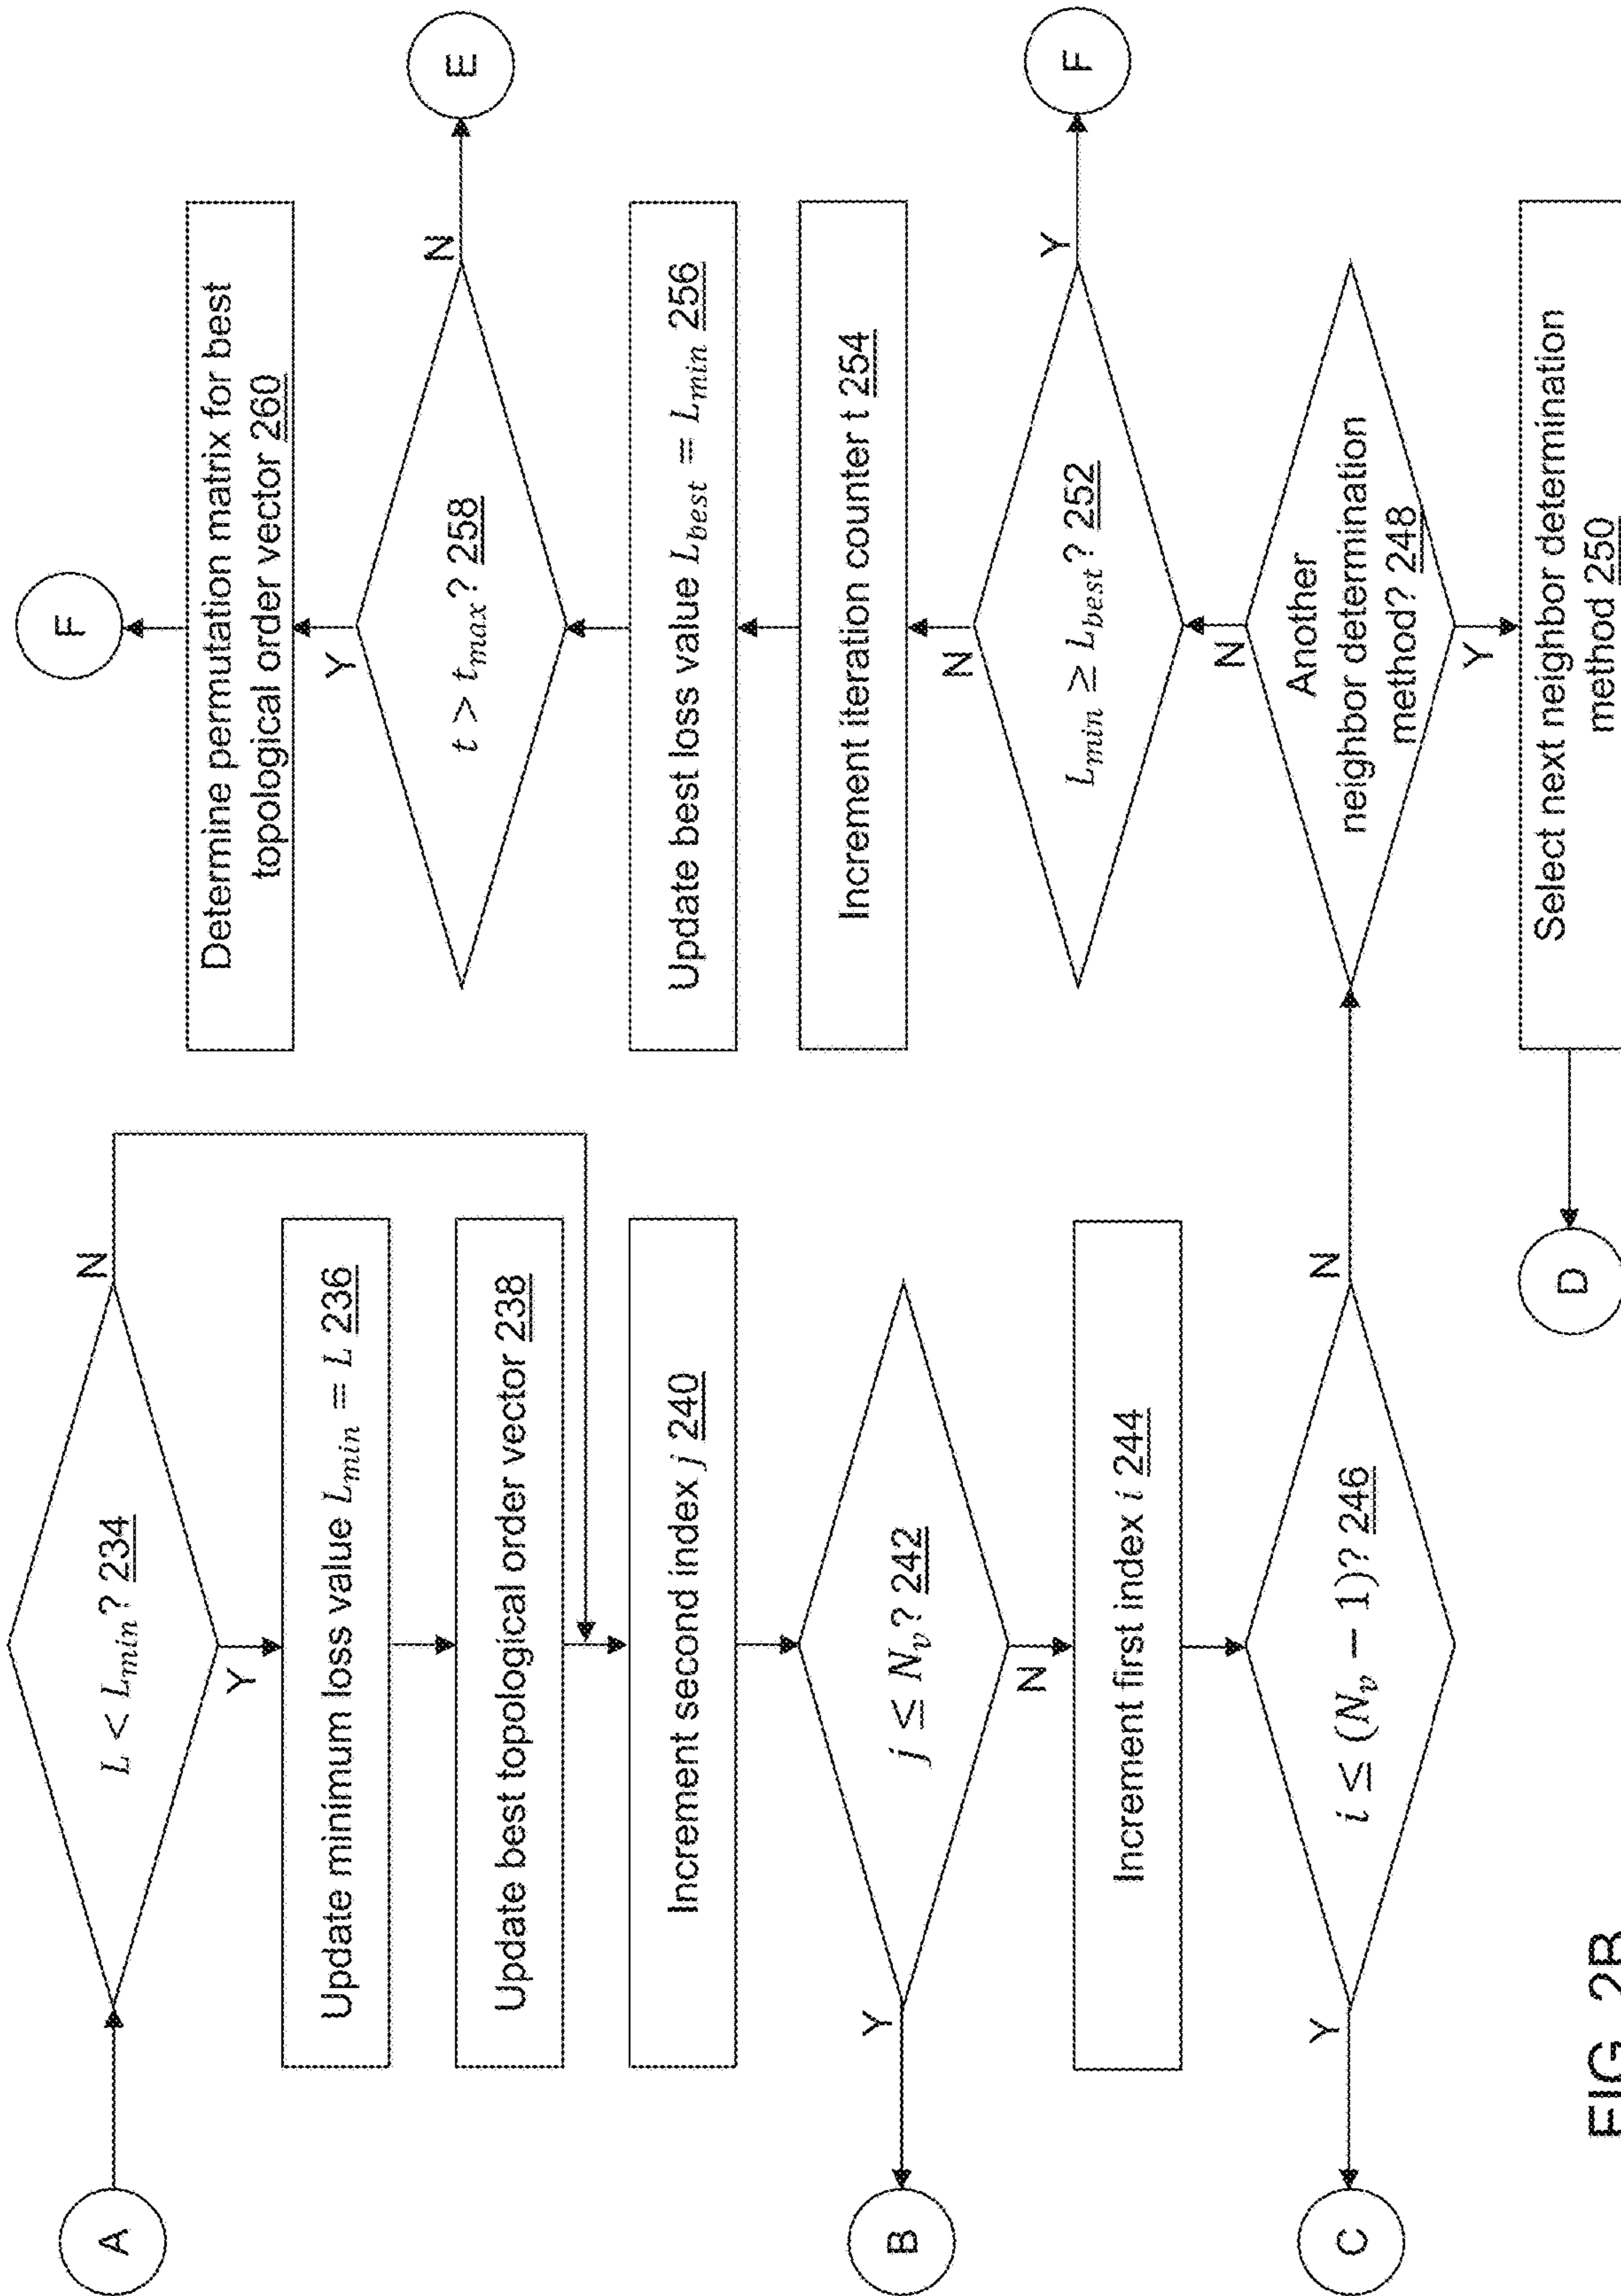 A
L < L_min? 234
N
Y
Update minimum loss value L_min = L 236
Update best topological order vector 238
Increment second index j 240
j ≤ N_v? 242
Y
B
N
Increment first index i 244
i ≤ (N_v − 1)? 246
Y
C
N
F
Determine permutation matrix for best
topological order vector 260
Y
t > t_max? 258
N
E
Update best loss value L_best = L_min 256
Increment iteration counter t 254
N
L_min ≥ L_best? 252
Y
F
N
Another
neighbor determination
method? 248
Y
Select next neighbor determination
method 250
D
FIG. 2B